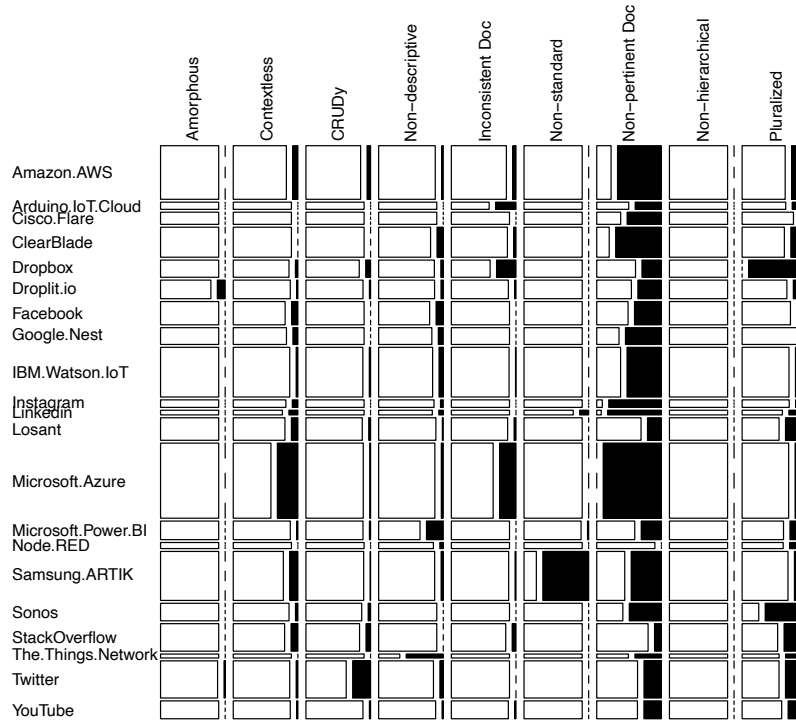 Amorphous
Contextless
CRUDy
Non−descriptive
Inconsistent Doc
Non−standard
Non−pertinent Doc
Non−hierarchical
Pluralized
Amazon.AWS
Arduino.IoT.Cloud
Cisco.Flare
ClearBlade
Dropbox
Droplit.io
Facebook
Google.Nest
IBM.Watson.IoT
Instagram
Linkedin
Losant
Microsoft.Azure
Microsoft.Power.BI
Node.RED
Samsung.ARTIK
Sonos
StackOverflow
The.Things.Network
Twitter
YouTube